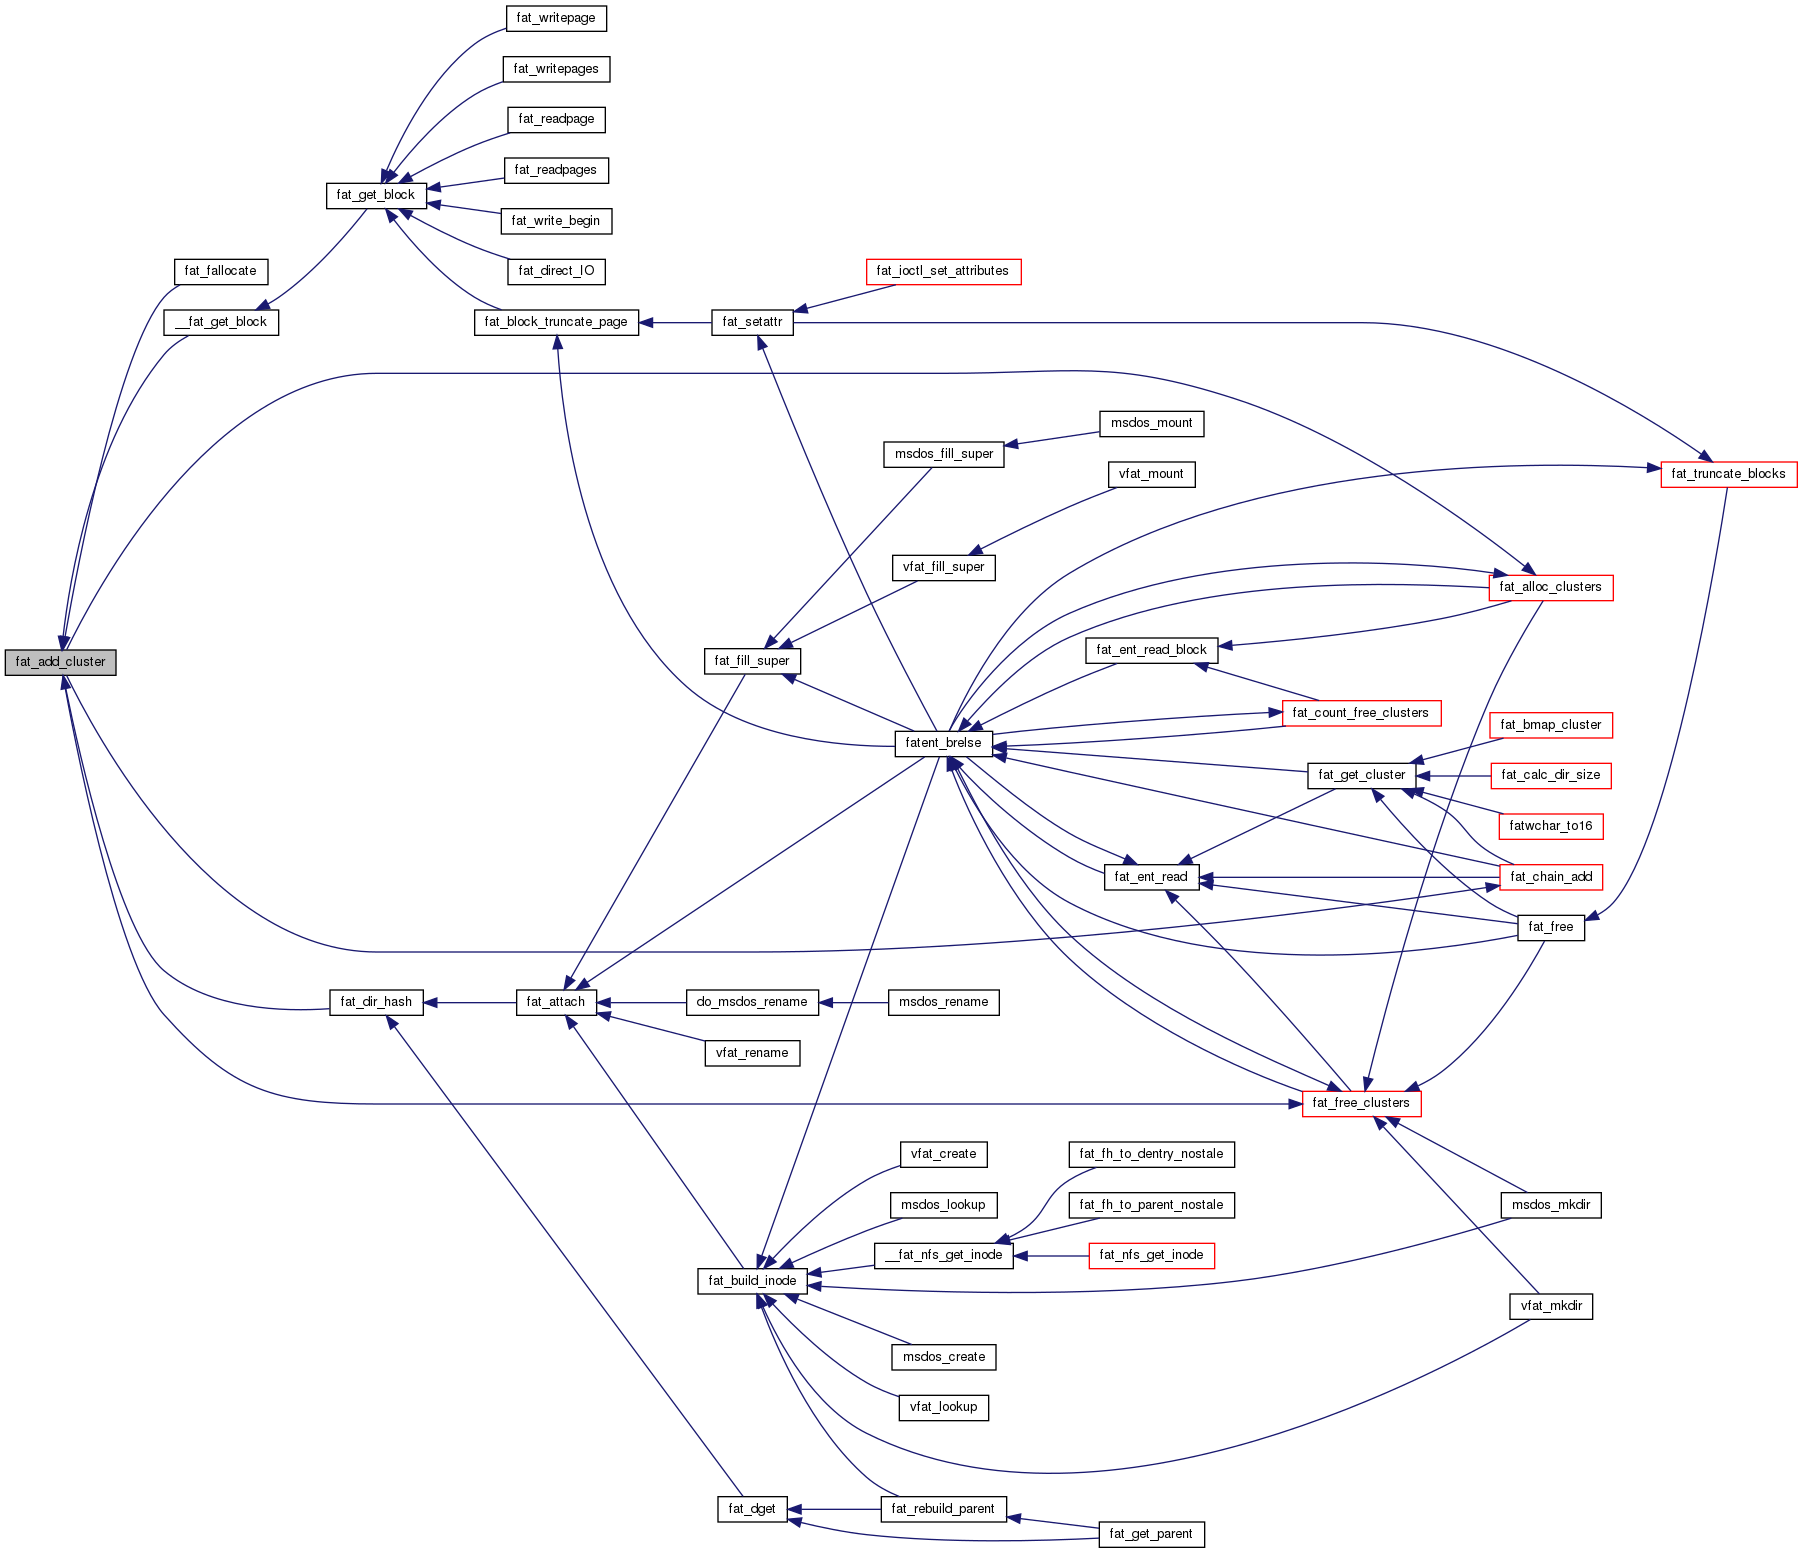 fat_writepage
fat_writepages
fat_readpage
fat_readpages
fat_get_block
fat_write_begin
fat_fallocate
fat_direct_IO
fat_ioctl_set_attributes
__fat_get_block
fat_block_truncate_page
fat_setattr
msdos_mount
msdos_fill_super
vfat_mount
fat_truncate_blocks
vfat_fill_super
fat_alloc_clusters
fat_ent_read_block
fat_add_cluster
fat_fill_super
fat_count_free_clusters
fat_bmap_cluster
fatent_brelse
fat_get_cluster
fat_calc_dir_size
fatwchar_to16
fat_ent_read
fat_chain_add
fat_free
fat_dir_hash
fat_attach
do_msdos_rename
msdos_rename
vfat_rename
fat_free_clusters
vfat_create
fat_fh_to_dentry_nostale
msdos_lookup
fat_fh_to_parent_nostale
msdos_mkdir
__fat_nfs_get_inode
fat_nfs_get_inode
fat_build_inode
vfat_mkdir
msdos_create
vfat_lookup
fat_dget
fat_rebuild_parent
fat_get_parent